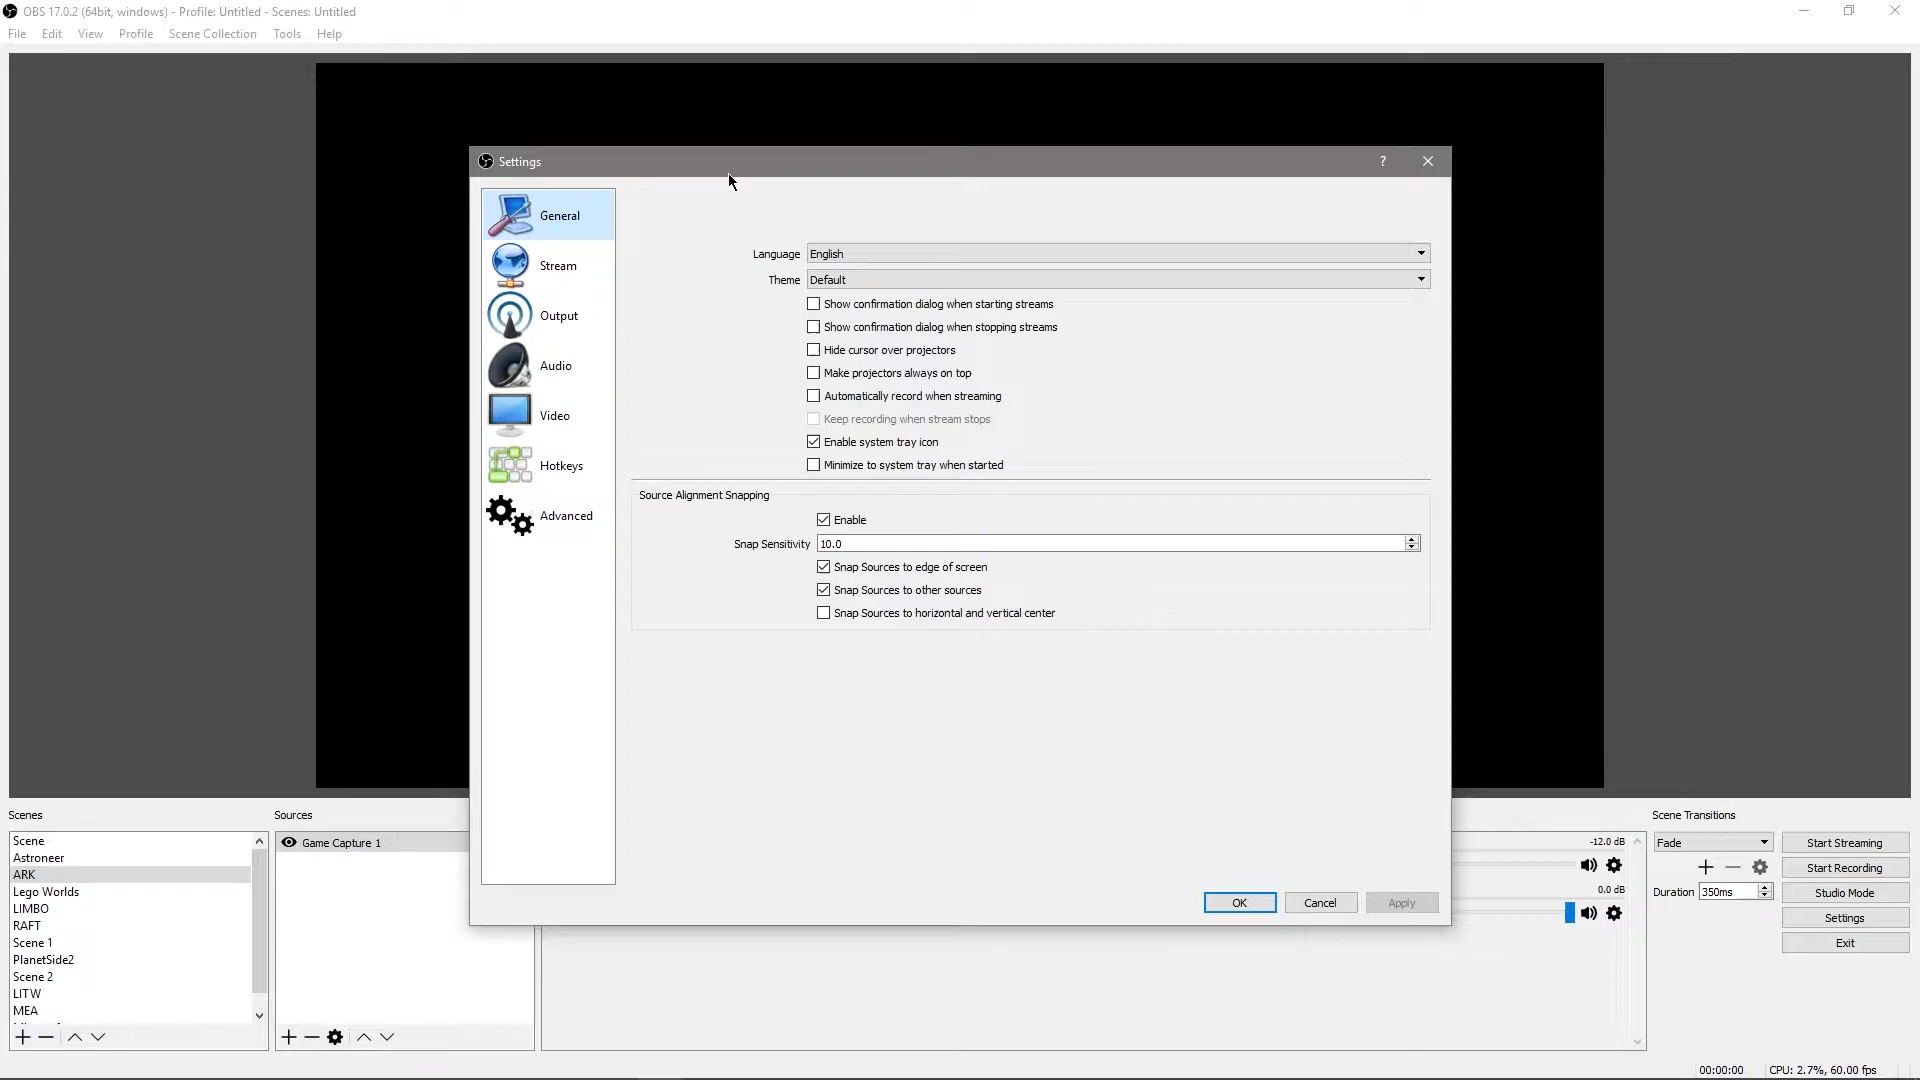 OBS 17.0.2 (64bit, windows) - Profile: Untitled - Scenes: Untitled
File Edit View Profile Scene Collection Tools Help
Settings ?
General
Stream
Output
Audio
Video
Hotkeys
Advanced
Language English
Theme Default
Show confirmation dialog when starting streams
Show confirmation dialog when stopping streams
Hide cursor over projectors
Make projectors always on top
Automatically record when streaming
Keep recording when stream stops
Enable system tray icon
Minimize to system tray when started
Source Alignment Snapping
Enable
Snap Sensitivity 10.0
Snap Sources to edge of screen
Snap Sources to other sources
Snap Sources to horizontal and vertical center
OK Cancel Apply
Scenes
Scene
Astroneer
ARK
Lego Worlds
LIMBO
RAFT
Scene 1
PlanetSide2
Scene 2
LITW
MEA
Sources
Game Capture 1
-12.0 dB
0.0 dB
Scene Transitions
Fade
Duration 350ms
Start Streaming
Start Recording
Studio Mode
Settings
Exit
00:00:00 CPU: 2.7%, 60.00 fps